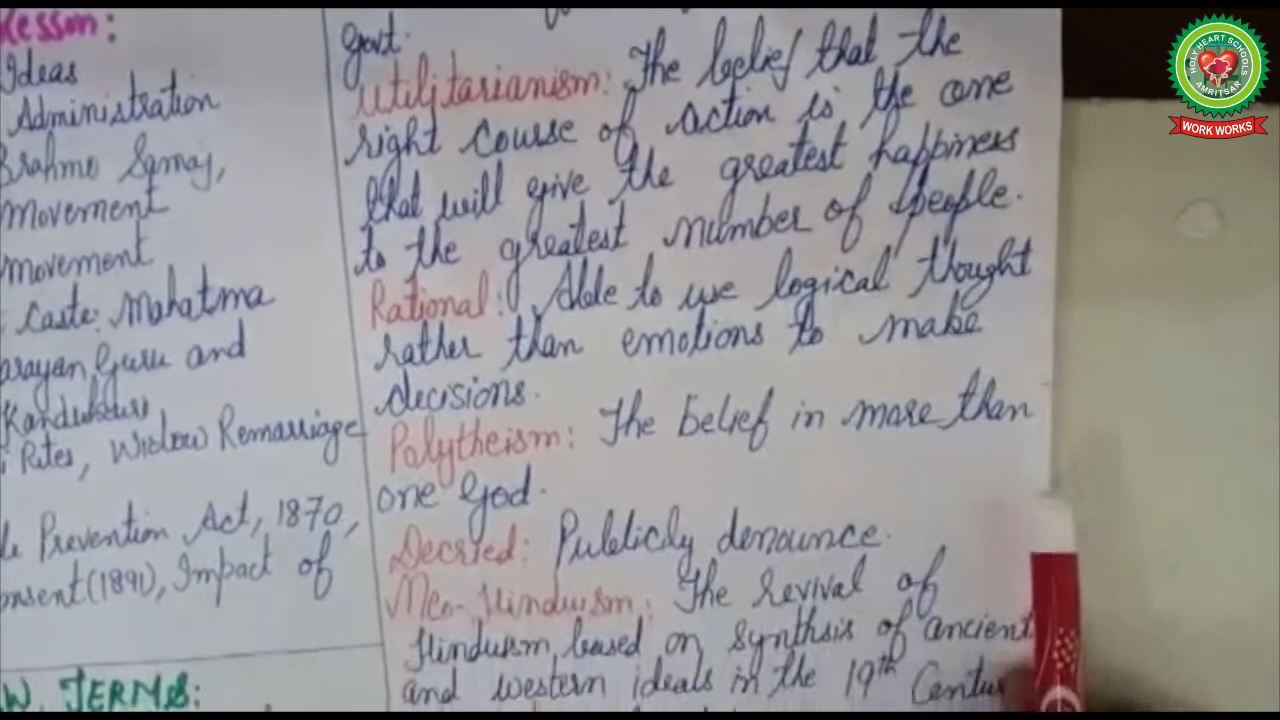 Lesson:
Ideas
Administration
Brahmo Samaj,
Movement
Movement
Caste: Mahatma
arayan Guru and
Kandukuri
Rites, Widow Remarriage
Prevention Act, 1870,
onsent (1891), Impact of
W TERMS:
Govt.
Utilitarianism: The belief that the
right course of action is the one
that will give the greatest happiness
to the greatest number of people.
Rational: Able to use logical thought
rather than emotions to make
decisions.
Polytheism: The belief in more than
one God.
Decried: Publicly denounce.
Neo-Hinduism: The revival of
Hinduism based on synthsis of ancient
and western ideals in the 19th Centu
HOLY HEART SCHOOLS
AMRITSAR
WORK WORKS